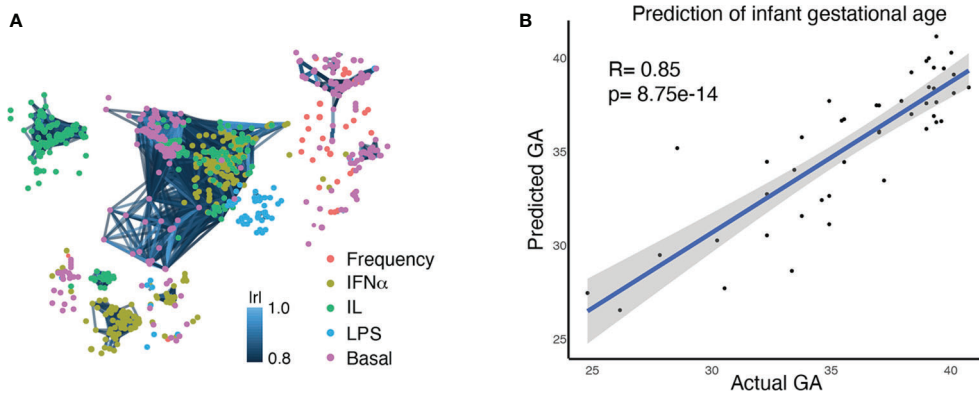 A
Frequency
IFNα
IL
LPS
Basal
|r|
1.0
0.8
B
Prediction of infant gestational age
R= 0.85
p= 8.75e-14
Predicted GA
40
35
30
25
25 30 35 40
Actual GA